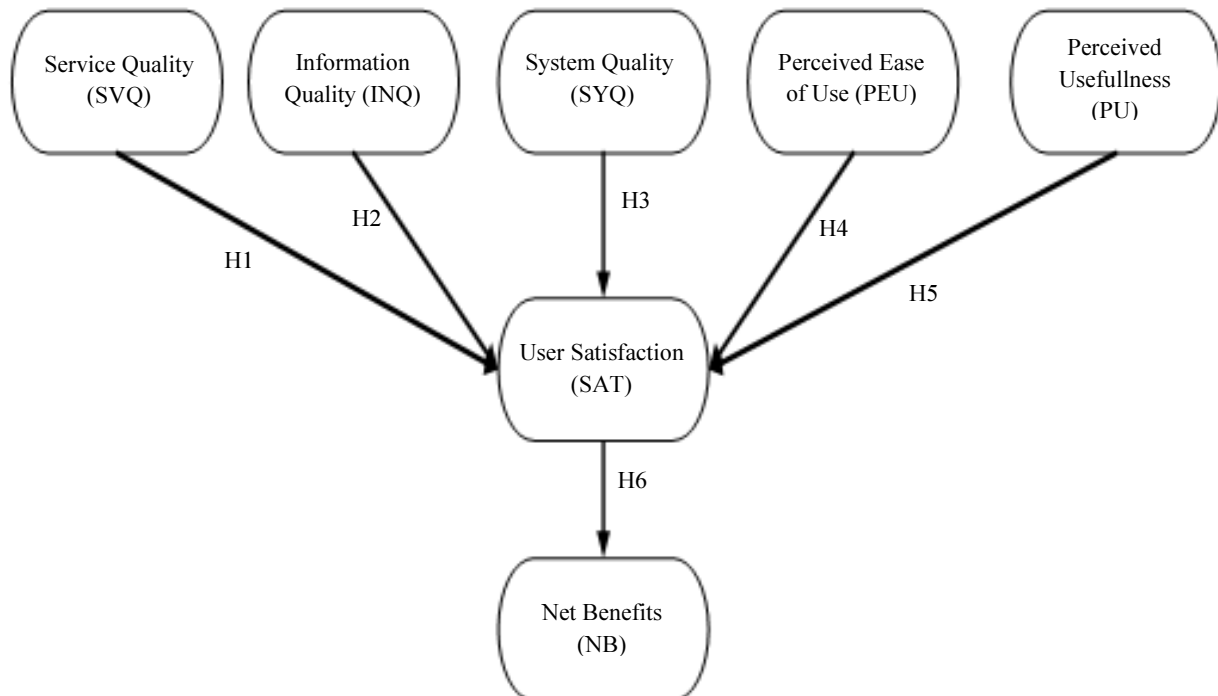 Service Quality
(SVQ)
Information
Quality (INQ)
System Quality
(SYQ)
Perceived Ease
of Use (PEU)
Perceived
Usefullness
(PU)
H1
H2
H3
H4
H5
User Satisfaction
(SAT)
H6
Net Benefits
(NB)